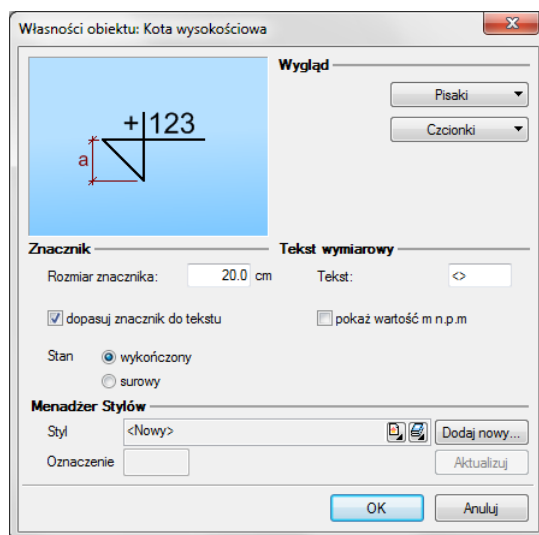 Własności obiektu: Kota wysokościowa
Wygląd
+ 123
a
Pisaki
Czcionki
Znacznik
Tekst wymiarowy
Rozmiar znacznika: 20.0 cm
Tekst: <>
dopasuj znacznik do tekstu
pokaż wartość m n.p.m
Stan wykończony
surowy
Menadżer Stylów
Styl <Nowy> Dodaj nowy...
Oznaczenie Aktualizuj
OK Anuluj